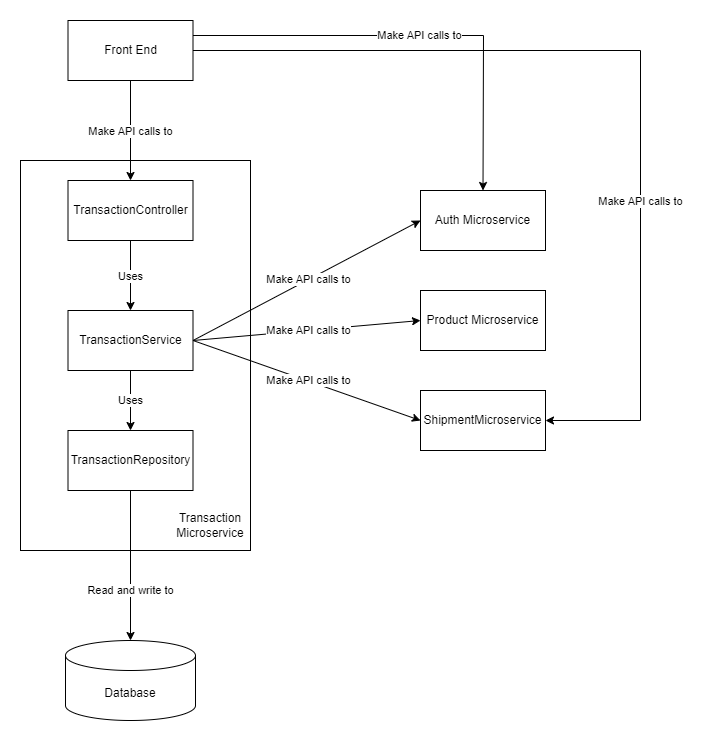 Front End
Make API calls to
Make API calls to
TransactionController
Make API calls to
Auth Microservice
Uses
Make API calls to
Product Microservice
TransactionService
Make API calls to
Make API calls to
Uses
ShipmentMicroservice
TransactionRepository
Transaction
Microservice
Read and write to
Database